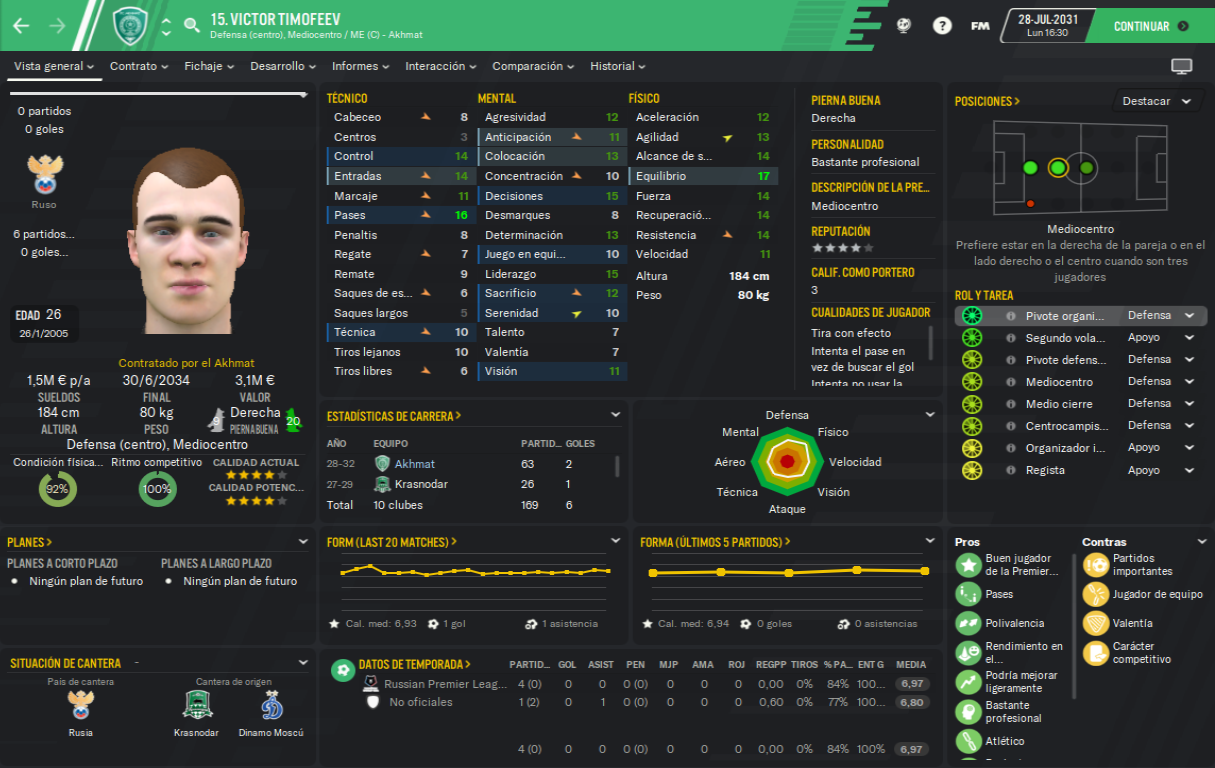 15. VICTOR TIMOFEEV
Defensa (centro), Mediocentro / ME (C) - Akhmat
?
FM
28-JUL-2031
Lun 16:30
CONTINUAR
Vista general
Contrato
Fichaje
Desarrollo
Informes
Interacción
Comparación
Historial
0 partidos
0 goles
Ruso
6 partidos...
0 goles...
EDAD 26
26/1/2005
Contratado por el Akhmat
1,5M € p/a
SUELDOS
30/6/2034
FINAL
3,1M €
VALOR
184 cm
ALTURA
80 kg
PESO
9
Derecha
PIERNA BUENA
20
Defensa (centro), Mediocentro
Condición física...
92%
Ritmo competitivo
100%
CALIDAD ACTUAL
CALIDAD POTENC...
TÉCNICO
Cabeceo 8
Centros 3
Control 14
Entradas 14
Marcaje 11
Pases 16
Penaltis 8
Regate 7
Remate 9
Saques de es... 6
Saques largos 5
Técnica 10
Tiros lejanos 10
Tiros libres 6
MENTAL
Agresividad 12
Anticipación 11
Colocación 13
Concentración 10
Decisiones 15
Desmarques 8
Determinación 13
Juego en equi... 10
Liderazgo 15
Sacrificio 12
Serenidad 10
Talento 7
Valentía 7
Visión 11
FÍSICO
Aceleración 12
Agilidad 13
Alcance de s... 14
Equilibrio 17
Fuerza 14
Recuperació... 14
Resistencia 14
Velocidad 11
Altura 184 cm
Peso 80 kg
PIERNA BUENA
Derecha
PERSONALIDAD
Bastante profesional
DESCRIPCIÓN DE LA PRE...
Mediocentro
REPUTACIÓN
CALIF. COMO PORTERO
3
CUALIDADES DE JUGADOR
Tira con efecto
Intenta el pase en
vez de buscar el gol
Intenta no usar la
POSICIONES >
Destacar
Mediocentro
Prefiere estar en la derecha de la pareja o en el
lado derecho o el centro cuando son tres
jugadores
ROL Y TAREA
Pivote organi... Defensa
Segundo vola... Apoyo
Pivote defens... Defensa
Mediocentro Defensa
Medio cierre Defensa
Centrocampis... Defensa
Organizador i... Apoyo
Regista Apoyo
ESTADÍSTICAS DE CARRERA >
AÑO EQUIPO PARTID... GOLES
28-32 Akhmat 63 2
27-29 Krasnodar 26 1
Total 10 clubes 169 6
Defensa
Físico
Velocidad
Visión
Ataque
Técnica
Aéreo
Mental
PLANES >
PLANES A CORTO PLAZO
Ningún plan de futuro
PLANES A LARGO PLAZO
Ningún plan de futuro
FORM (LAST 20 MATCHES) >
Cal. med: 6,93 1 gol 1 asistencia
FORMA (ÚLTIMOS 5 PARTIDOS) >
Cal. med: 6,94 0 goles 0 asistencias
Pros
Buen jugador
de la Premier...
Pases
Polivalencia
Rendimiento en
el...
Podría mejorar
ligeramente
Bastante
profesional
Atlético
Contras
Partidos
importantes
Jugador de equipo
Valentía
Carácter
competitivo
SITUACIÓN DE CANTERA -
País de cantera
Rusia
Cantera de origen
Krasnodar
Dinamo Moscú
DATOS DE TEMPORADA > PARTID... GOL ASIST PEN MJP AMA ROJ REGPP TIROS % PA... ENT G MEDIA
Russian Premier Leag... 4 (0) 0 0 0 (0) 0 0 0 0,00 0% 84% 100... 6,97
No oficiales 1 (2) 0 1 0 (0) 0 0 0 0,60 0% 77% 100... 6,80
4 (0) 0 0 0 (0) 0 0 0 0,00 0% 84% 100% 6,97